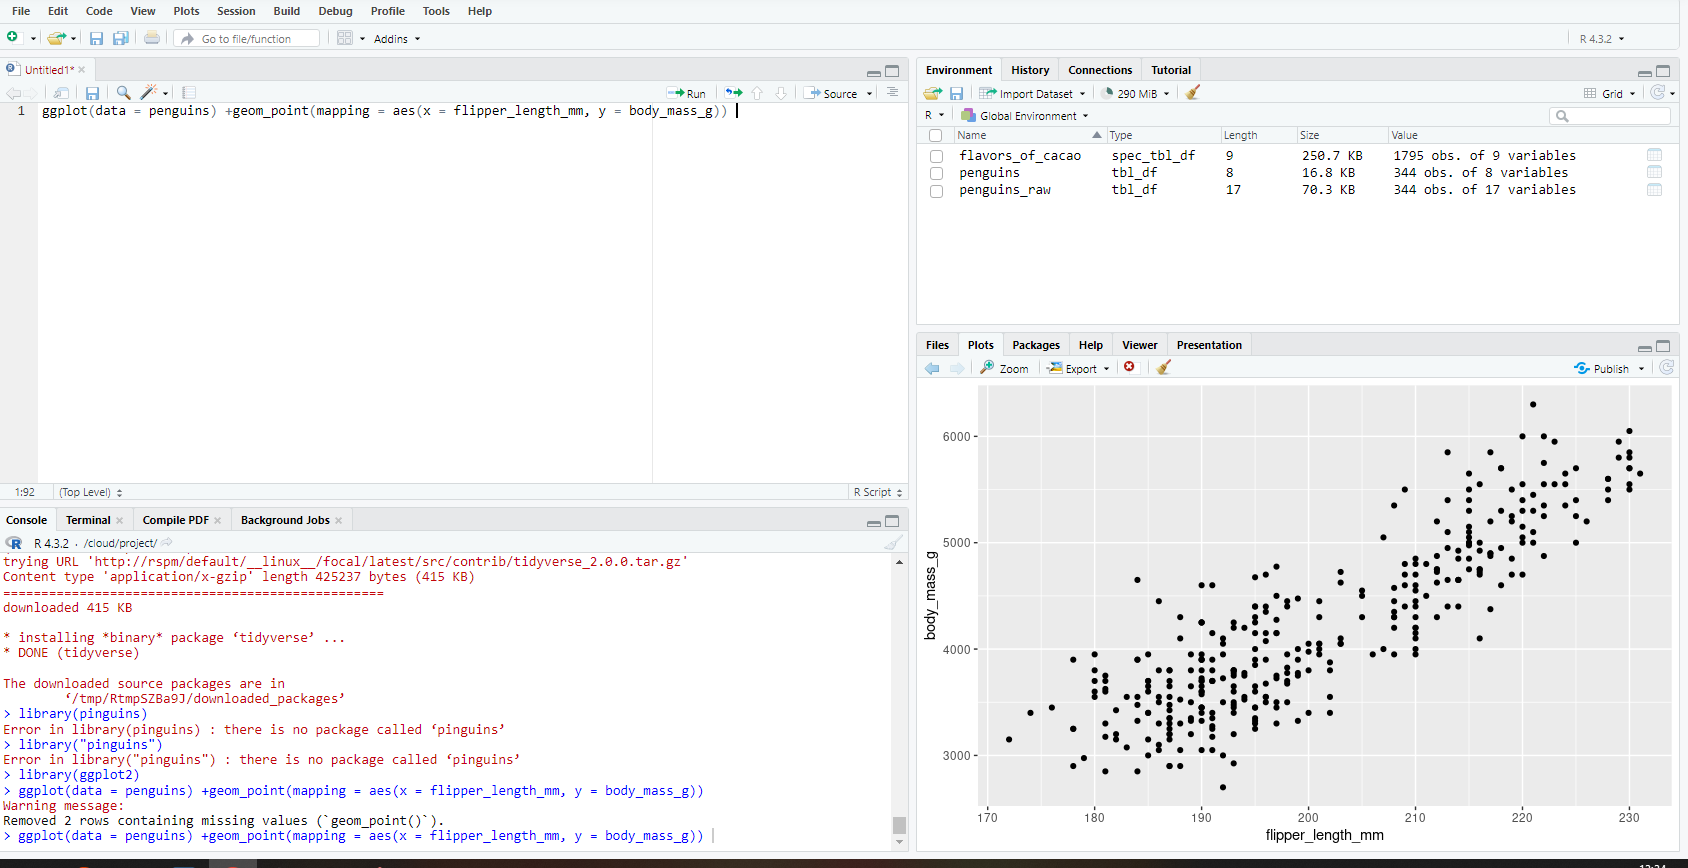 File Edit Code View Plots Session Build Debug Profile Tools Help
Go to file/function Addins R 4.3.2
Untitled1*
Run Source
1 ggplot(data = penguins) +geom_point(mapping = aes(x = flipper_length_mm, y = body_mass_g))
1:92 (Top Level) R Script
Console Terminal Compile PDF Background Jobs
R 4.3.2 · /cloud/project/
trying URL 'http://rspm/default/__linux__/focal/latest/src/contrib/tidyverse_2.0.0.tar.gz'
Content type 'application/x-gzip' length 425237 bytes (415 KB)
==================================================
downloaded 415 KB
* installing *binary* package ‘tidyverse’ ...
* DONE (tidyverse)
The downloaded source packages are in
‘/tmp/RtmpSZBa9J/downloaded_packages’
> library(pinguins)
Error in library(pinguins) : there is no package called ‘pinguins’
> library("pinguins")
Error in library("pinguins") : there is no package called ‘pinguins’
> library(ggplot2)
> ggplot(data = penguins) +geom_point(mapping = aes(x = flipper_length_mm, y = body_mass_g))
Warning message:
Removed 2 rows containing missing values (`geom_point()`).
> ggplot(data = penguins) +geom_point(mapping = aes(x = flipper_length_mm, y = body_mass_g))
Environment History Connections Tutorial
Import Dataset 290 MiB Grid
R Global Environment
Name Type Length Size Value
flavors_of_cacao spec_tbl_df 9 250.7 KB 1795 obs. of 9 variables
penguins tbl_df 8 16.8 KB 344 obs. of 8 variables
penguins_raw tbl_df 17 70.3 KB 344 obs. of 17 variables
Files Plots Packages Help Viewer Presentation
Zoom Export Publish
6000
5000
4000
3000
body_mass_g
170 180 190 200 210 220 230
flipper_length_mm